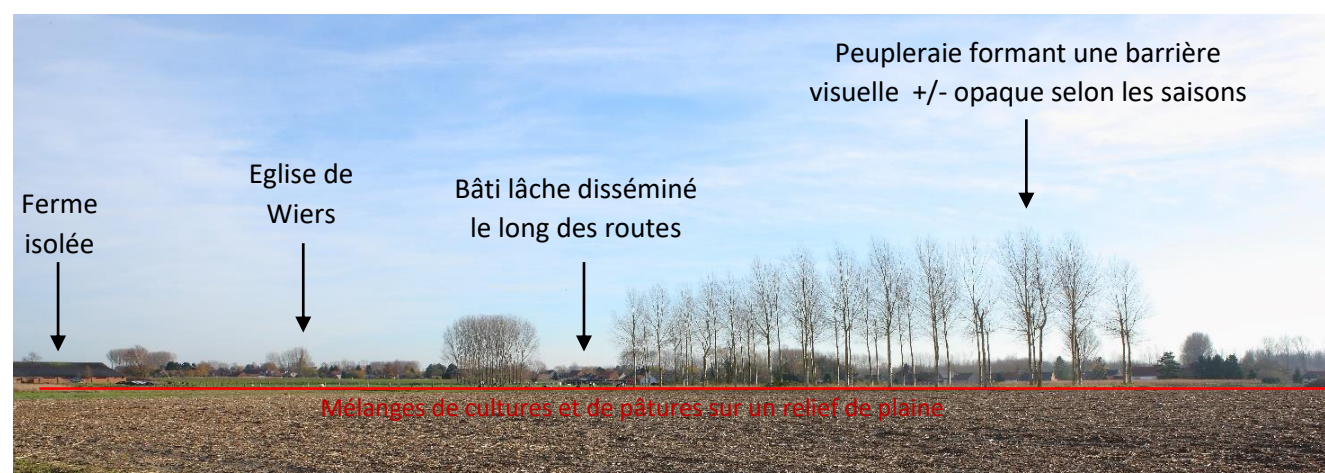 Ferme
isolée
Eglise de
Wiers
Bâti lâche disséminé
le long des routes
Peupleraie formant une barrière
visuelle +/- opaque selon les saisons
Mélanges de cultures et de pâtures sur un relief de plaine